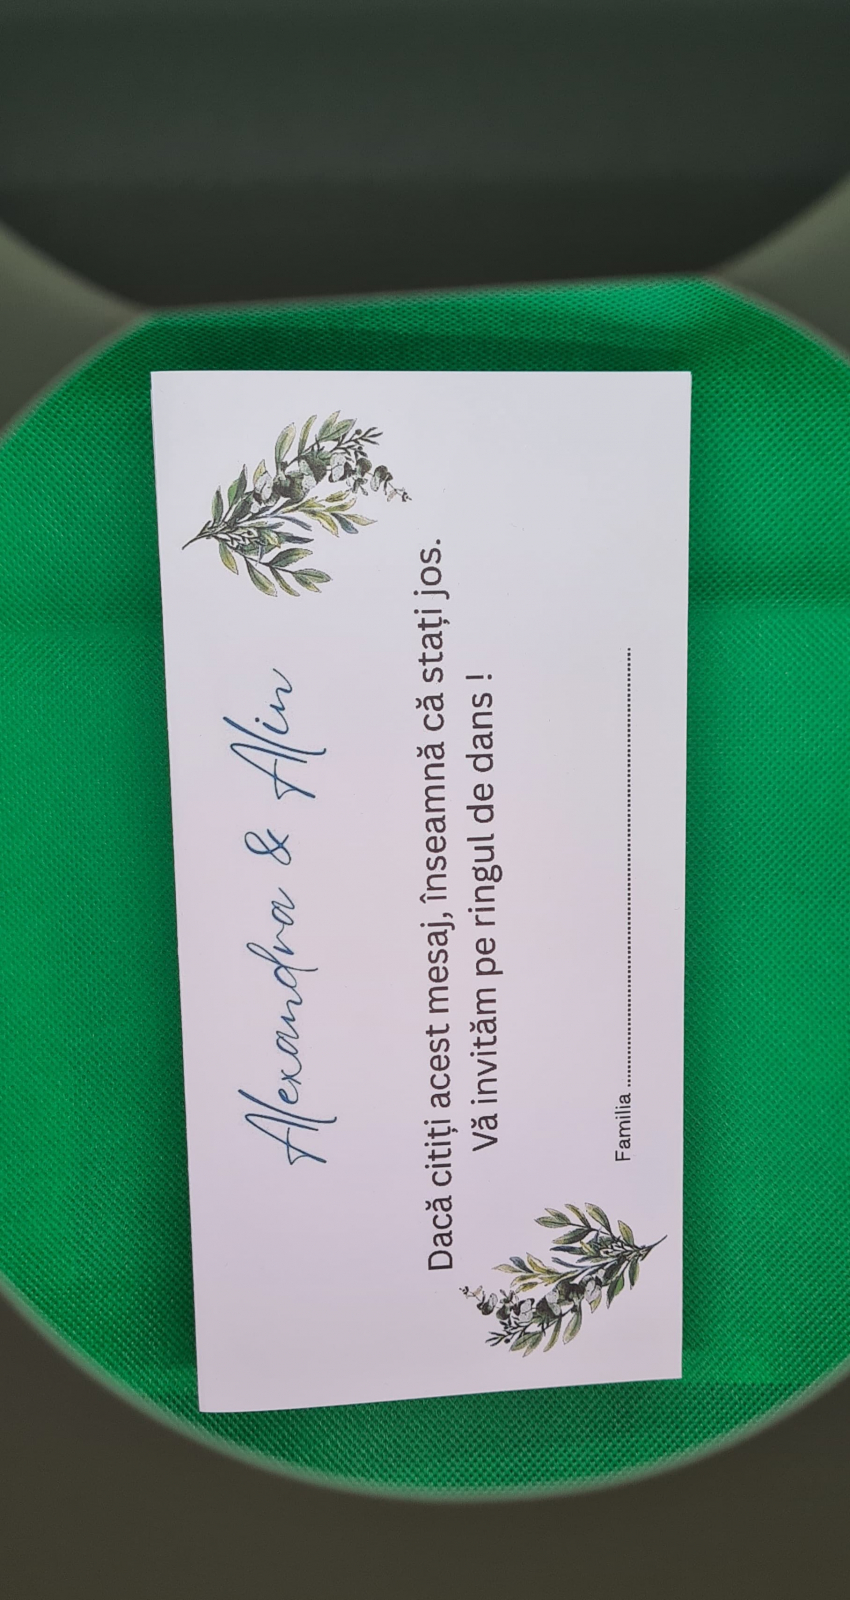 Alexandra & Alin
Dacă citiți acest mesaj, înseamnă că stați jos.
Vă invităm pe ringul de dans !
Familia ........................................................................